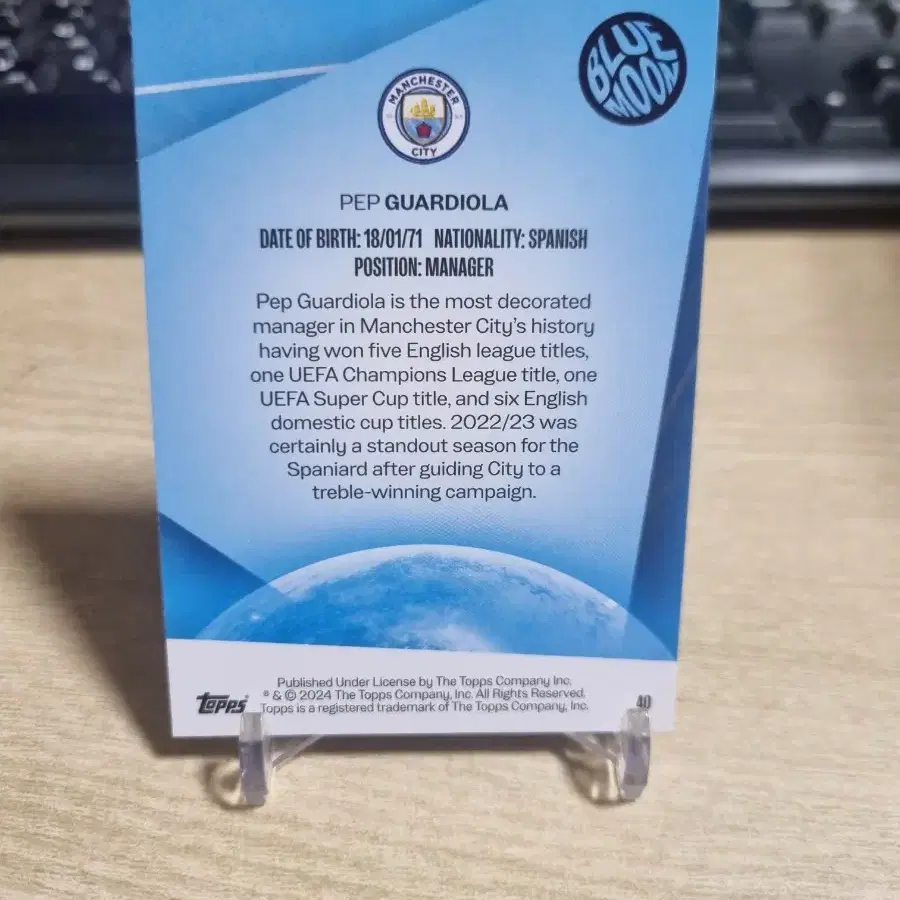 BLUE
MOON
MANCHESTER
CITY
PEP GUARDIOLA
DATE OF BIRTH: 18/01/71 NATIONALITY: SPANISH
POSITION: MANAGER
Pep Guardiola is the most decorated
manager in Manchester City's history
having won five English league titles,
one UEFA Champions League title, one
UEFA Super Cup title, and six English
domestic cup titles. 2022/23 was
certainly a standout season for the
Spaniard after guiding City to a
treble-winning campaign.
Published Under License by The Topps Company Inc.
® & © 2024 The Topps Company, Inc. All Rights Reserved.
Topps is a registered trademark of The Topps Company, Inc.
Topps
40